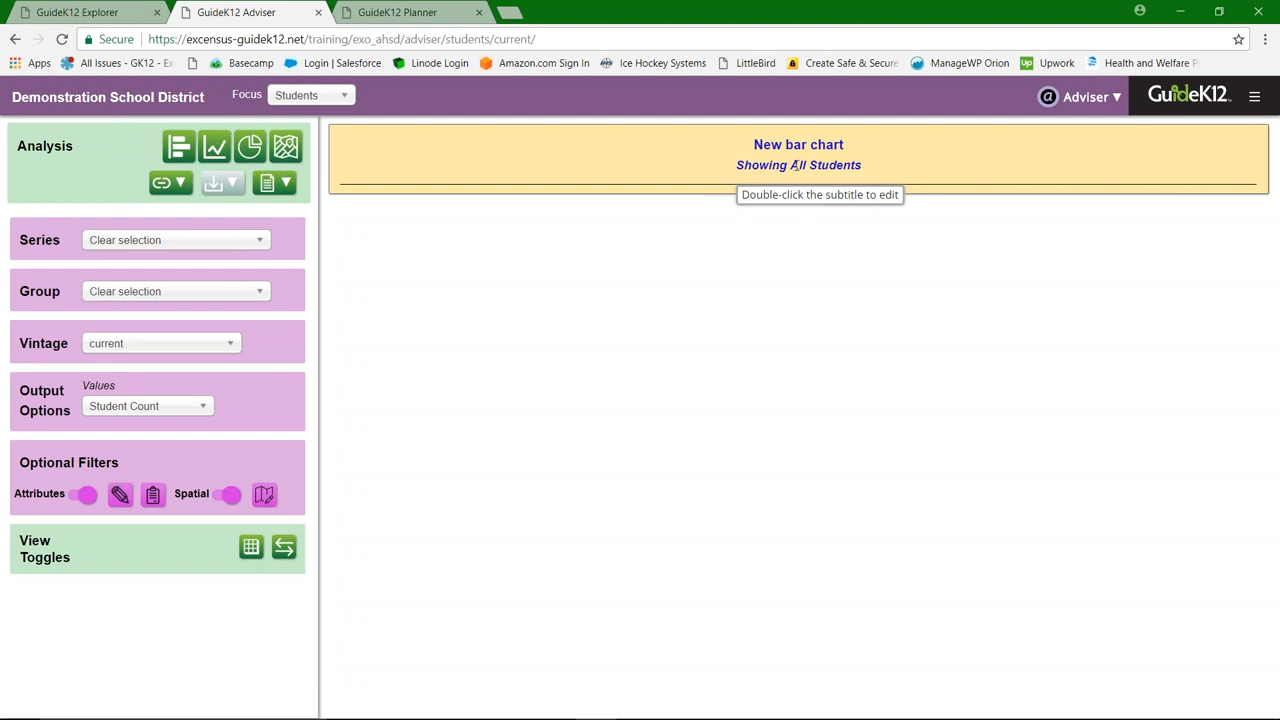 GuideK12 Explorer
GuideK12 Adviser
GuideK12 Planner
Secure
https://excensus-guidek12.net/training/exo_ahsd/adviser/students/current/
Apps
All Issues - GK12 - Ex
Basecamp
Login | Salesforce
Linode Login
Amazon.com Sign In
Ice Hockey Systems
LittleBird
Create Safe & Secure
ManageWP Orion
Upwork
Health and Welfare P
Demonstration School District
Focus
Students
Adviser
GUiDEK12
Analysis
New bar chart
Showing All Students
Double-click the subtitle to edit
Series
Clear selection
Group
Clear selection
Vintage
current
Output Options
Values
Student Count
Optional Filters
Attributes
Spatial
View
Toggles